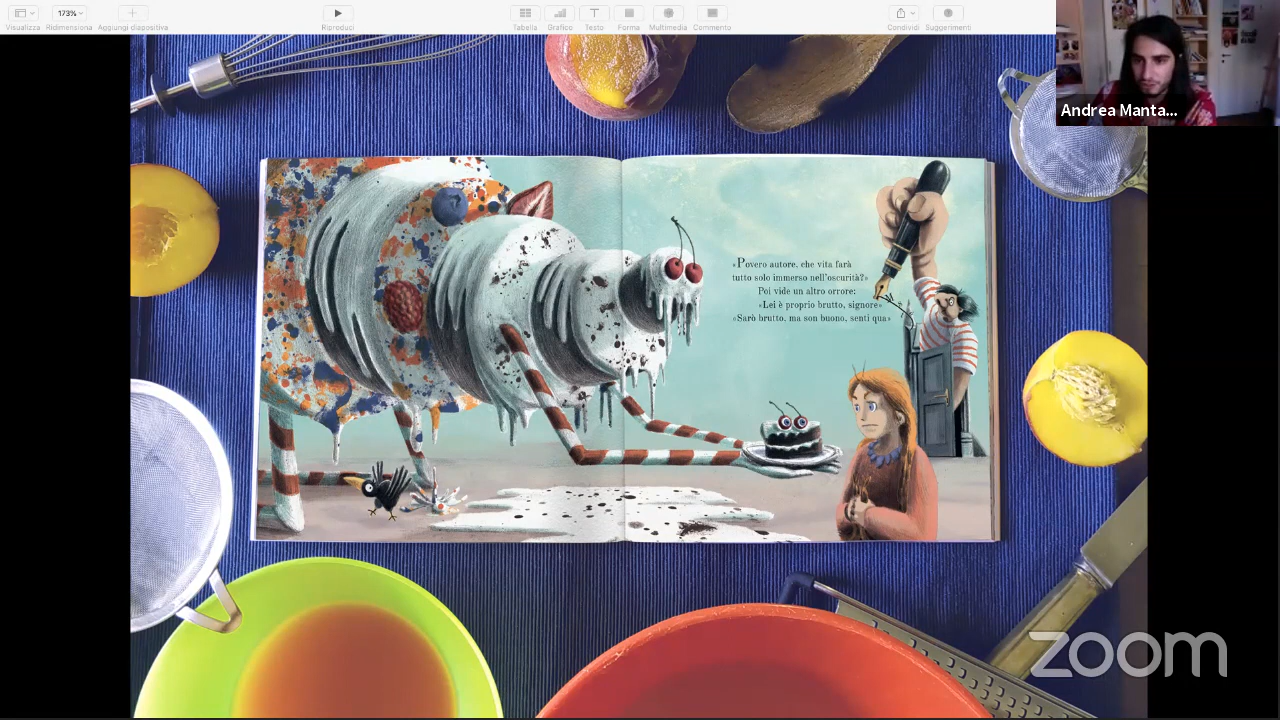 173%
Visualizza
Ridimensiona
Aggiungi diapositiva
Riproduci
Tabella
Grafico
Testo
Forma
Multimedia
Commento
Condividi
Suggerimenti
Andrea Manta...
«Povero autore, che vita farà
tutto solo immerso nell'oscurità?»
Poi vide un altro orrore:
«Lei è proprio brutto, signore»
«Sarò brutto, ma son buono, senti qua»
zoom